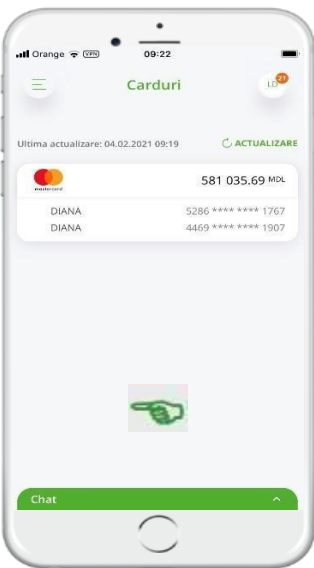 Orange VPN 09:22
Carduri
LD 21
Ultima actualizare: 04.02.2021 09:19 ACTUALIZARE
mastercard 581 035.69 MDL
DIANA 5286 **** **** 1767
DIANA 4469 **** **** 1907
Chat